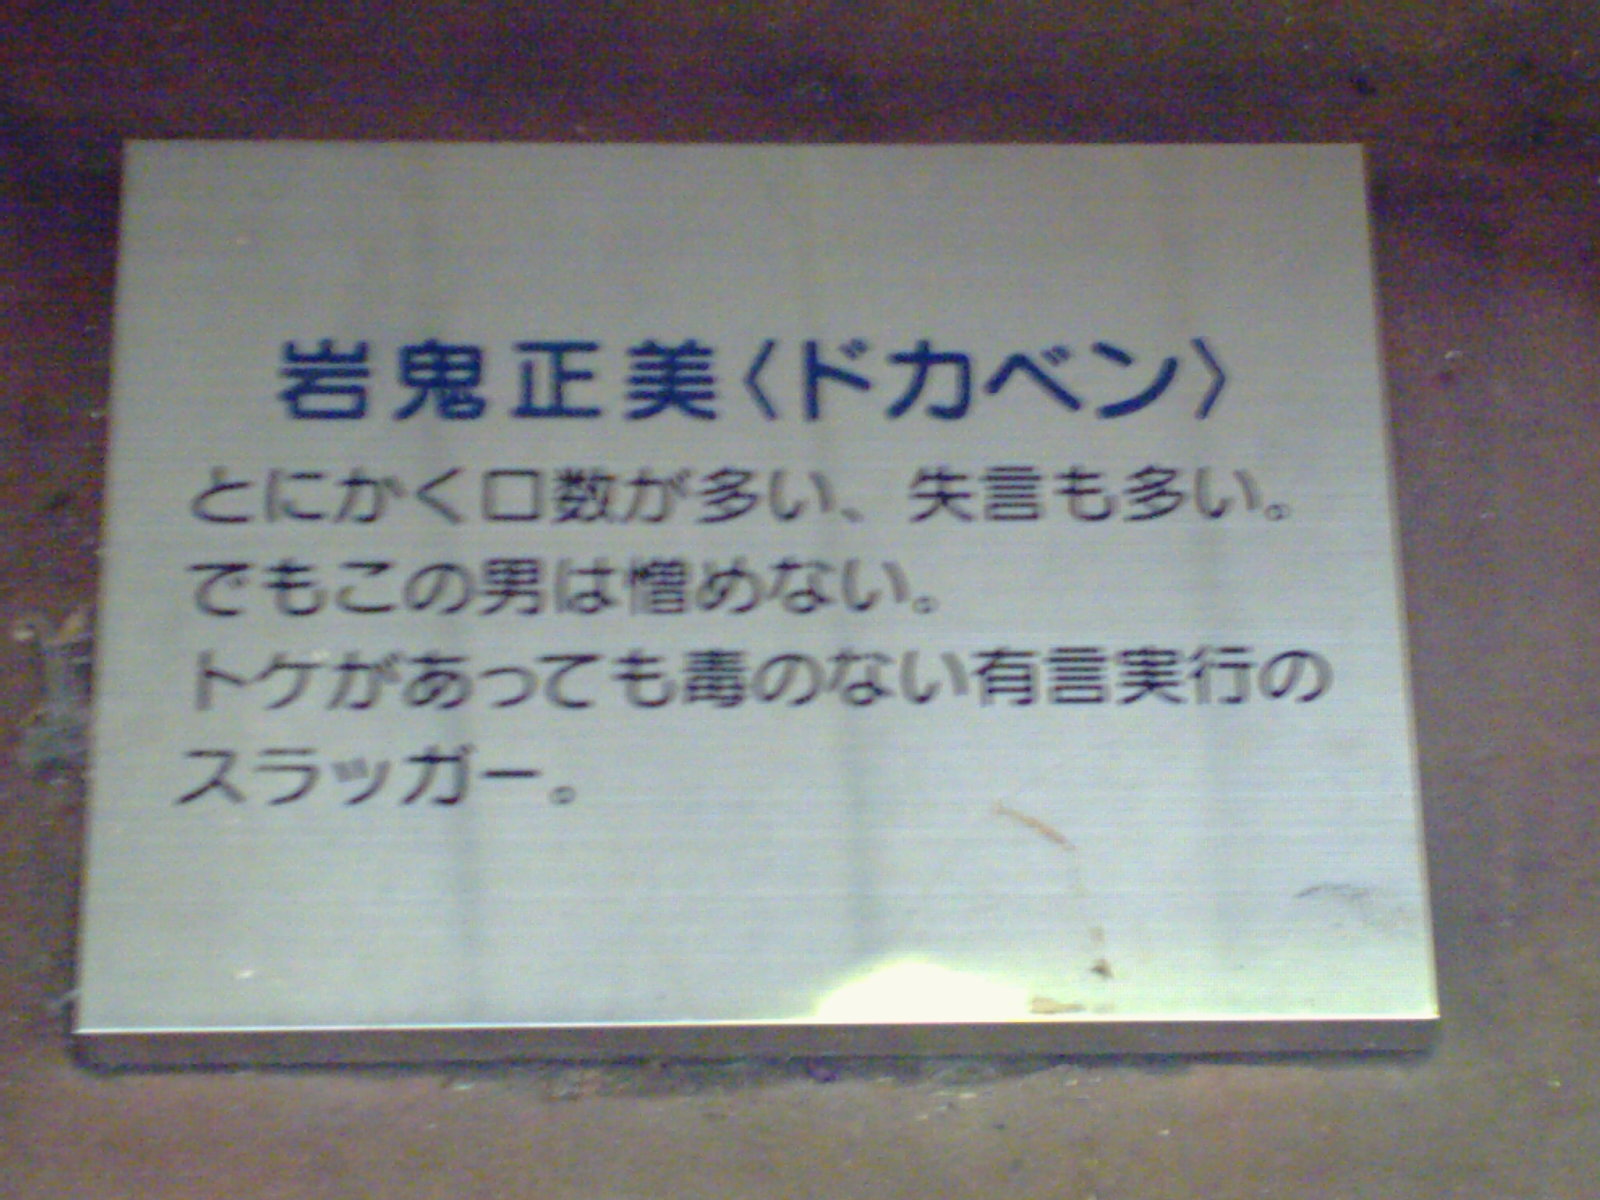 岩鬼正美〈ドカベン〉
とにかく口数が多い、失言も多い。
でもこの男は憎めない。
トゲがあっても毒のない有言実行の
スラッガー。